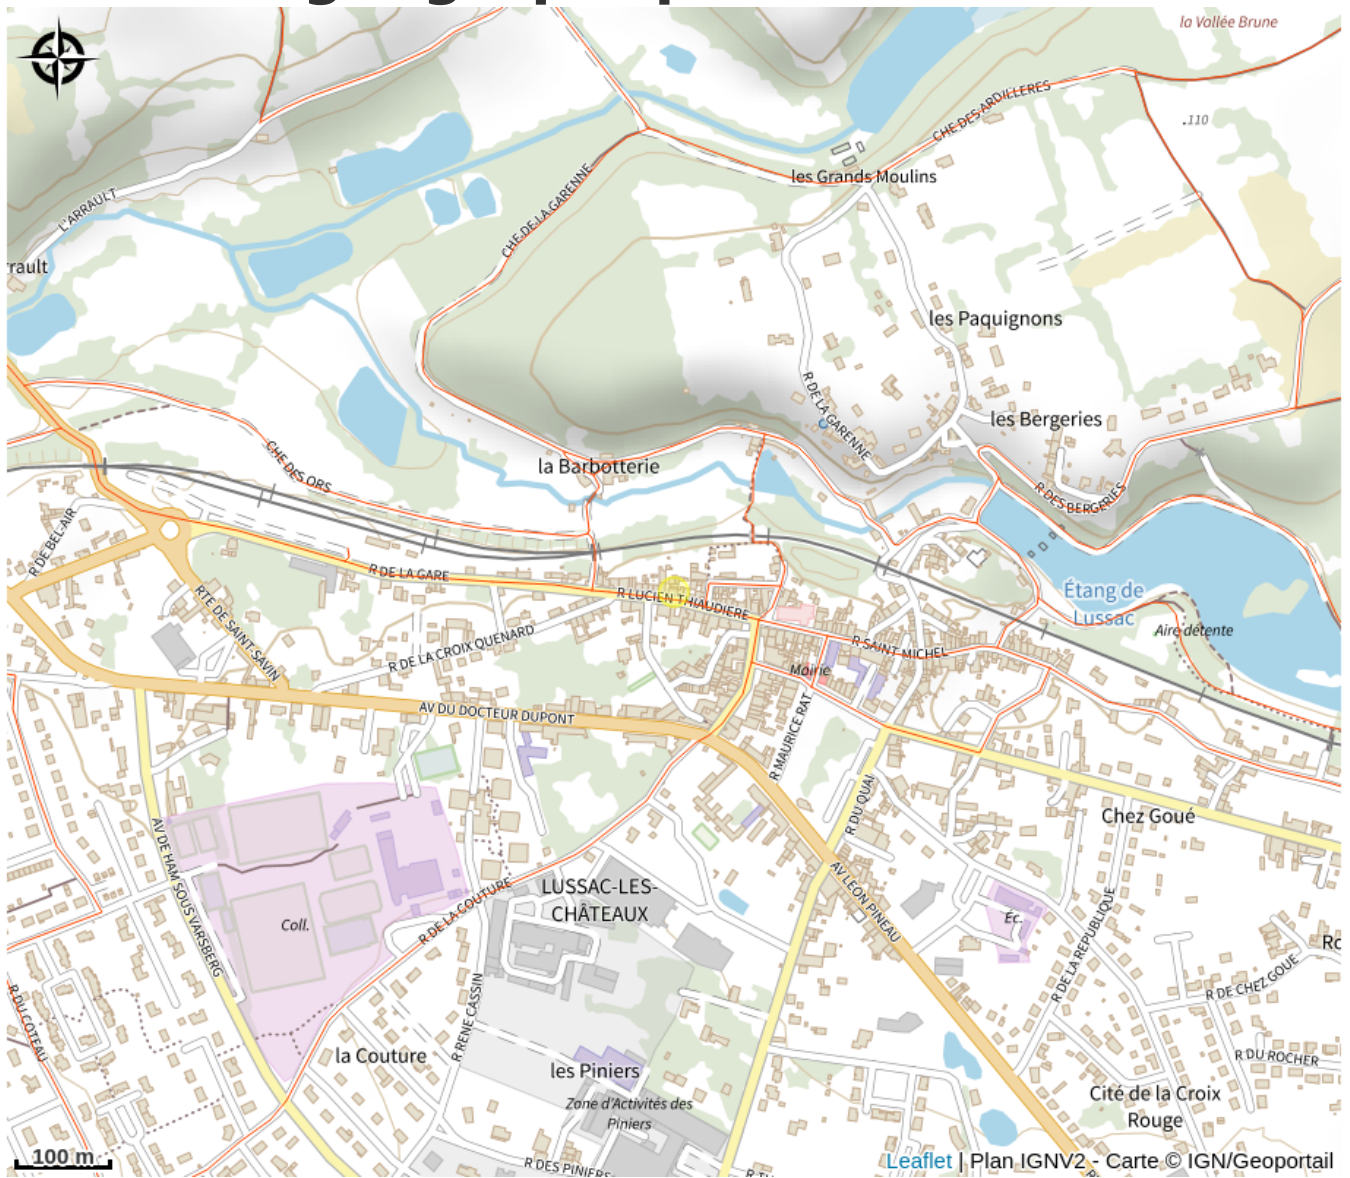 la Vallée Brune
CHE DES ARDILLERES
.110
les Grands Moulins
L'ARRAULT
CHE DE LA GARENNE
rrault
les Paquignons
R DE LA GARENNE
les Bergeries
la Barbotterie
CHE DES ORS
R DES BERGERIES
R DE BEL-AIR
R DE LA GARE
R LUCIEN THIAUDIERE
Étang de
Lussac
Aire détente
RTE DE SAINT-SAVIN
R DE LA CROIX QUENARD
R SAINT MICHEL
Mairie
AV DU DOCTEUR DUPONT
R MAURICE RAT
R DU QUAI
Chez Goué
AV DE HAM SOUS VARSBERG
LUSSAC-LES-
CHÂTEAUX
AV LEON PINEAU
Coll.
R DE LA COUTURE
Éc.
R DE LA REPUBLIQUE
Ro
R DE CHEZ GOUE
R DU COTEAU
R RENE CASSIN
la Couture
les Piniers
R DU ROCHER
Zone d'Activités des
Piniers
Cité de la Croix
Rouge
100 m
R DES PINIERS
Leaflet | Plan IGNV2 - Carte © IGN/Geoportail